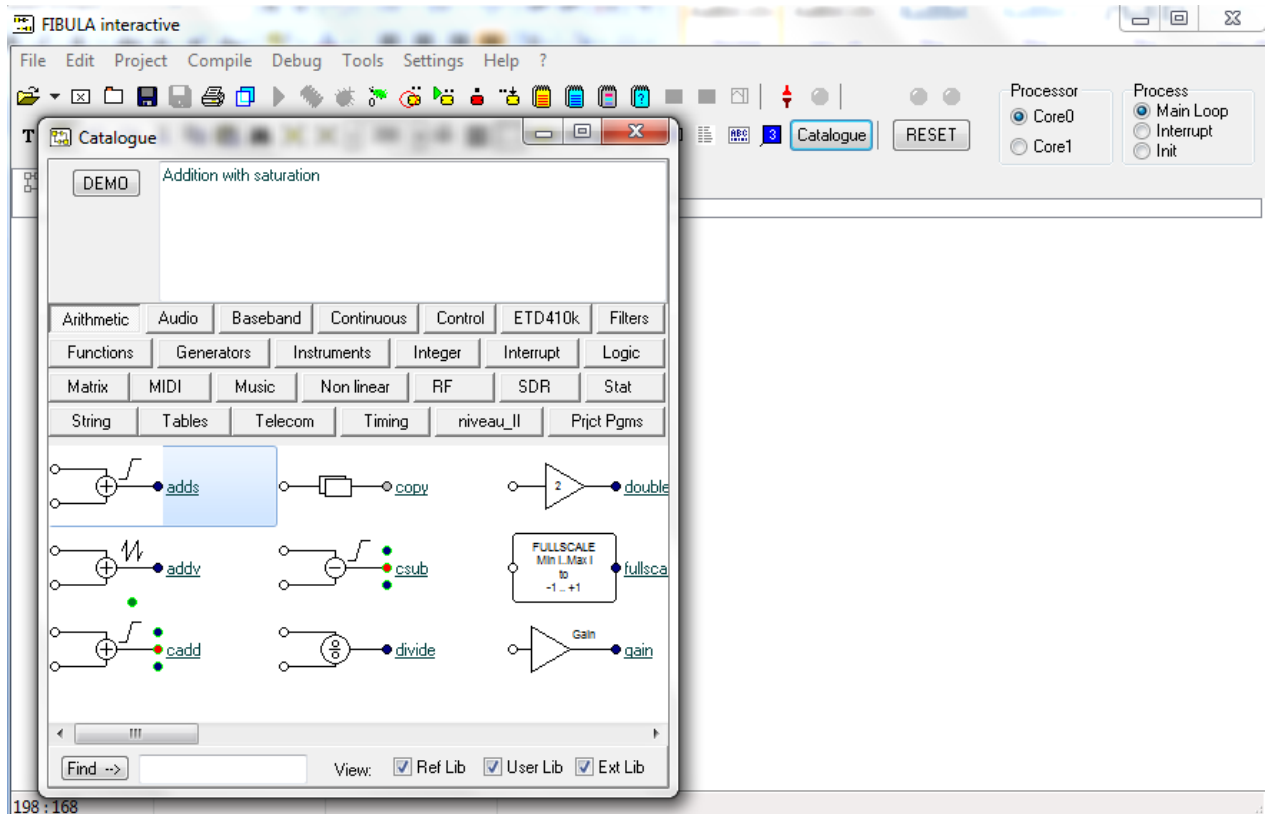 FIBULA interactive
File Edit Project Compile Debug Tools Settings Help ?
Processor
Core0
Core1
Process
Main Loop
Interrupt
Init
T
ABC
3
Catalogue
RESET
Catalogue
DEMO
Addition with saturation
Arithmetic Audio Baseband Continuous Control ETD410k Filters
Functions Generators Instruments Integer Interrupt Logic
Matrix MIDI Music Non linear RF SDR Stat
String Tables Telecom Timing niveau_II Prjct Pgms
adds copy 2 double
addv csub FULLSCALE
Min I..Max I
to
-1 .. +1
fullsca
cadd divide Gain gain
Find --> View: Ref Lib User Lib Ext Lib
198 : 168